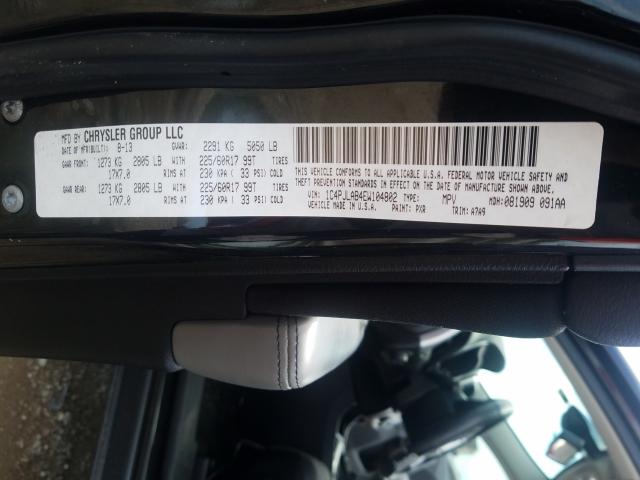 MFD BY CHRYSLER GROUP LLC
DATE OF MFR(BUILT): 8-13 GVWR: 2291 KG 5050 LB
GAWR FRONT: 1273 KG 2805 LB WITH 225/60R17 99T TIRES
17X7.0 RIMS AT 230 KPA ( 33 PSI) COLD
GAWR REAR: 1273 KG 2805 LB WITH 225/60R17 99T TIRES
17X7.0 RIMS AT 230 KPA ( 33 PSI) COLD
THIS VEHICLE CONFORMS TO ALL APPLICABLE U.S.A. FEDERAL MOTOR VEHICLE SAFETY, BUMPER AND THEFT
PREVENTION STANDARDS IN EFFECT ON THE DATE OF MANUFACTURE SHOWN ABOVE.
VIN: 1C4PJLAB4EW104802 TYPE: MPV MDH: 081909 091AA
VEHICLE MADE IN U.S.A. PAINT: PXR TRIM: A7A9